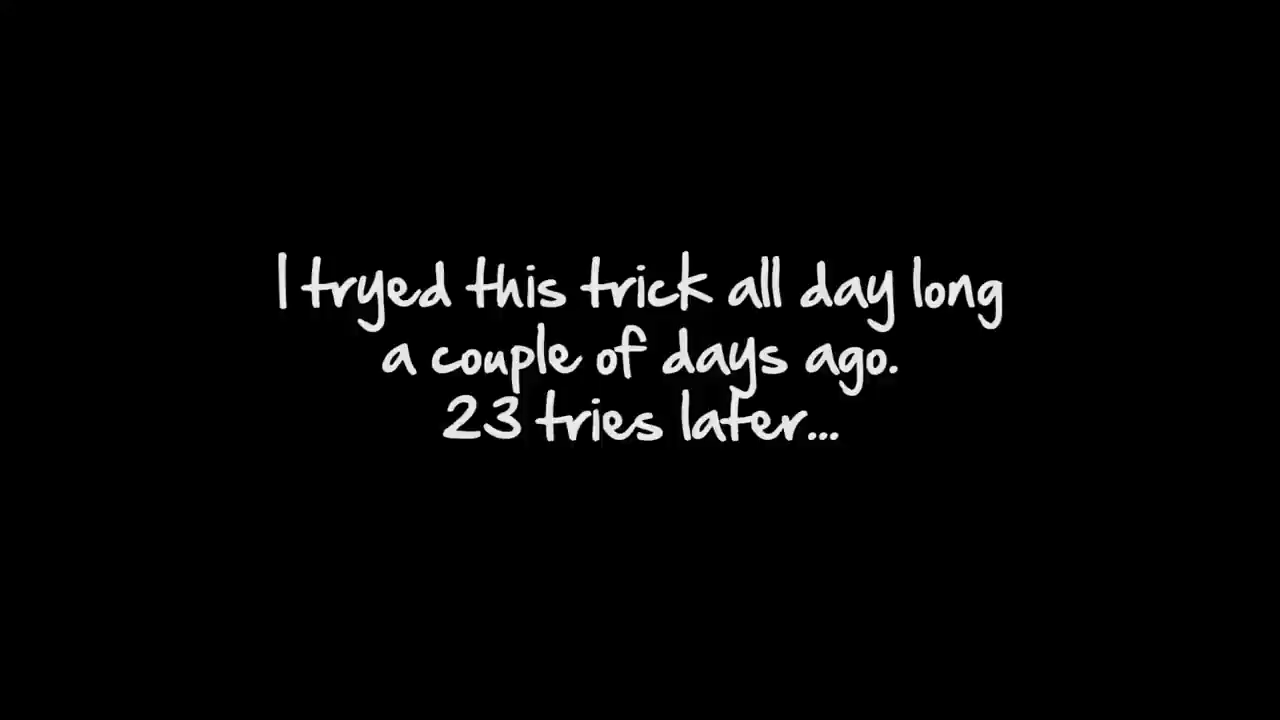 I tryed this trick all day long
a couple of days ago.
23 tries later...